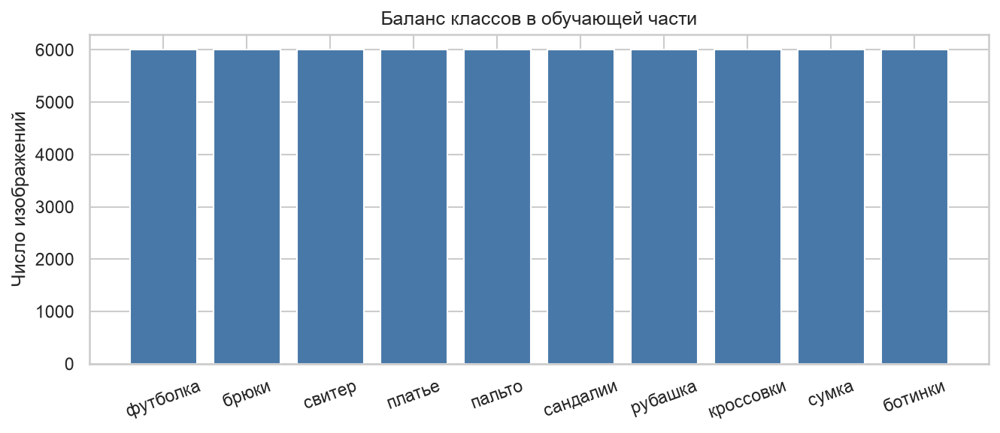 Баланс классов в обучающей части
Число изображений
6000
5000
4000
3000
2000
1000
0
футболка
брюки
свитер
платье
пальто
сандалии
рубашка
кроссовки
сумка
ботинки